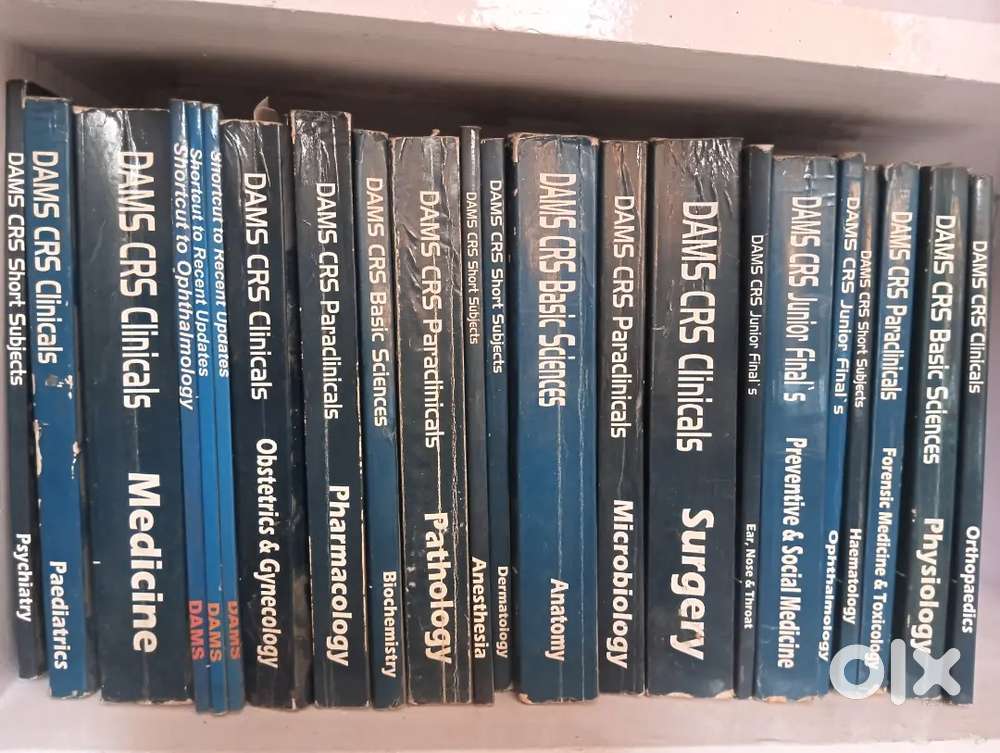 DAMS CRS Short Subjects Psychiatry
DAMS CRS Clinicals Paediatrics
DAMS CRS Clinicals Medicine
Shortcut to Ophthalmology DAMS
Shortcut to Recent Updates DAMS
Shortcut to Recent Updates DAMS
DAMS CRS Clinicals Obstetrics & Gynecology
DAMS CRS Paraclinicals Pharmacology
DAMS CRS Basic Sciences Biochemistry
DAMS CRS Paraclinicals Pathology
DAMS CRS Short Subjects Anesthesia
DAMS CRS Short Subjects Dermatology
DAMS CRS Basic Sciences Anatomy
DAMS CRS Paraclinicals Microbiology
DAMS CRS Clinicals Surgery
DAMS CRS Junior Final`s Ear, Nose & Throat
DAMS CRS Junior Final`s Preventive & Social Medicine
Ophthalmology
DAMS CRS Junior Final`s Haematology
DAMS CRS Short Subjects
DAMS CRS Paraclinicals Forensic Medicine & Toxicology
DAMS CRS Basic Sciences Physiology
DAMS CRS Clinicals Orthopaedics
olx